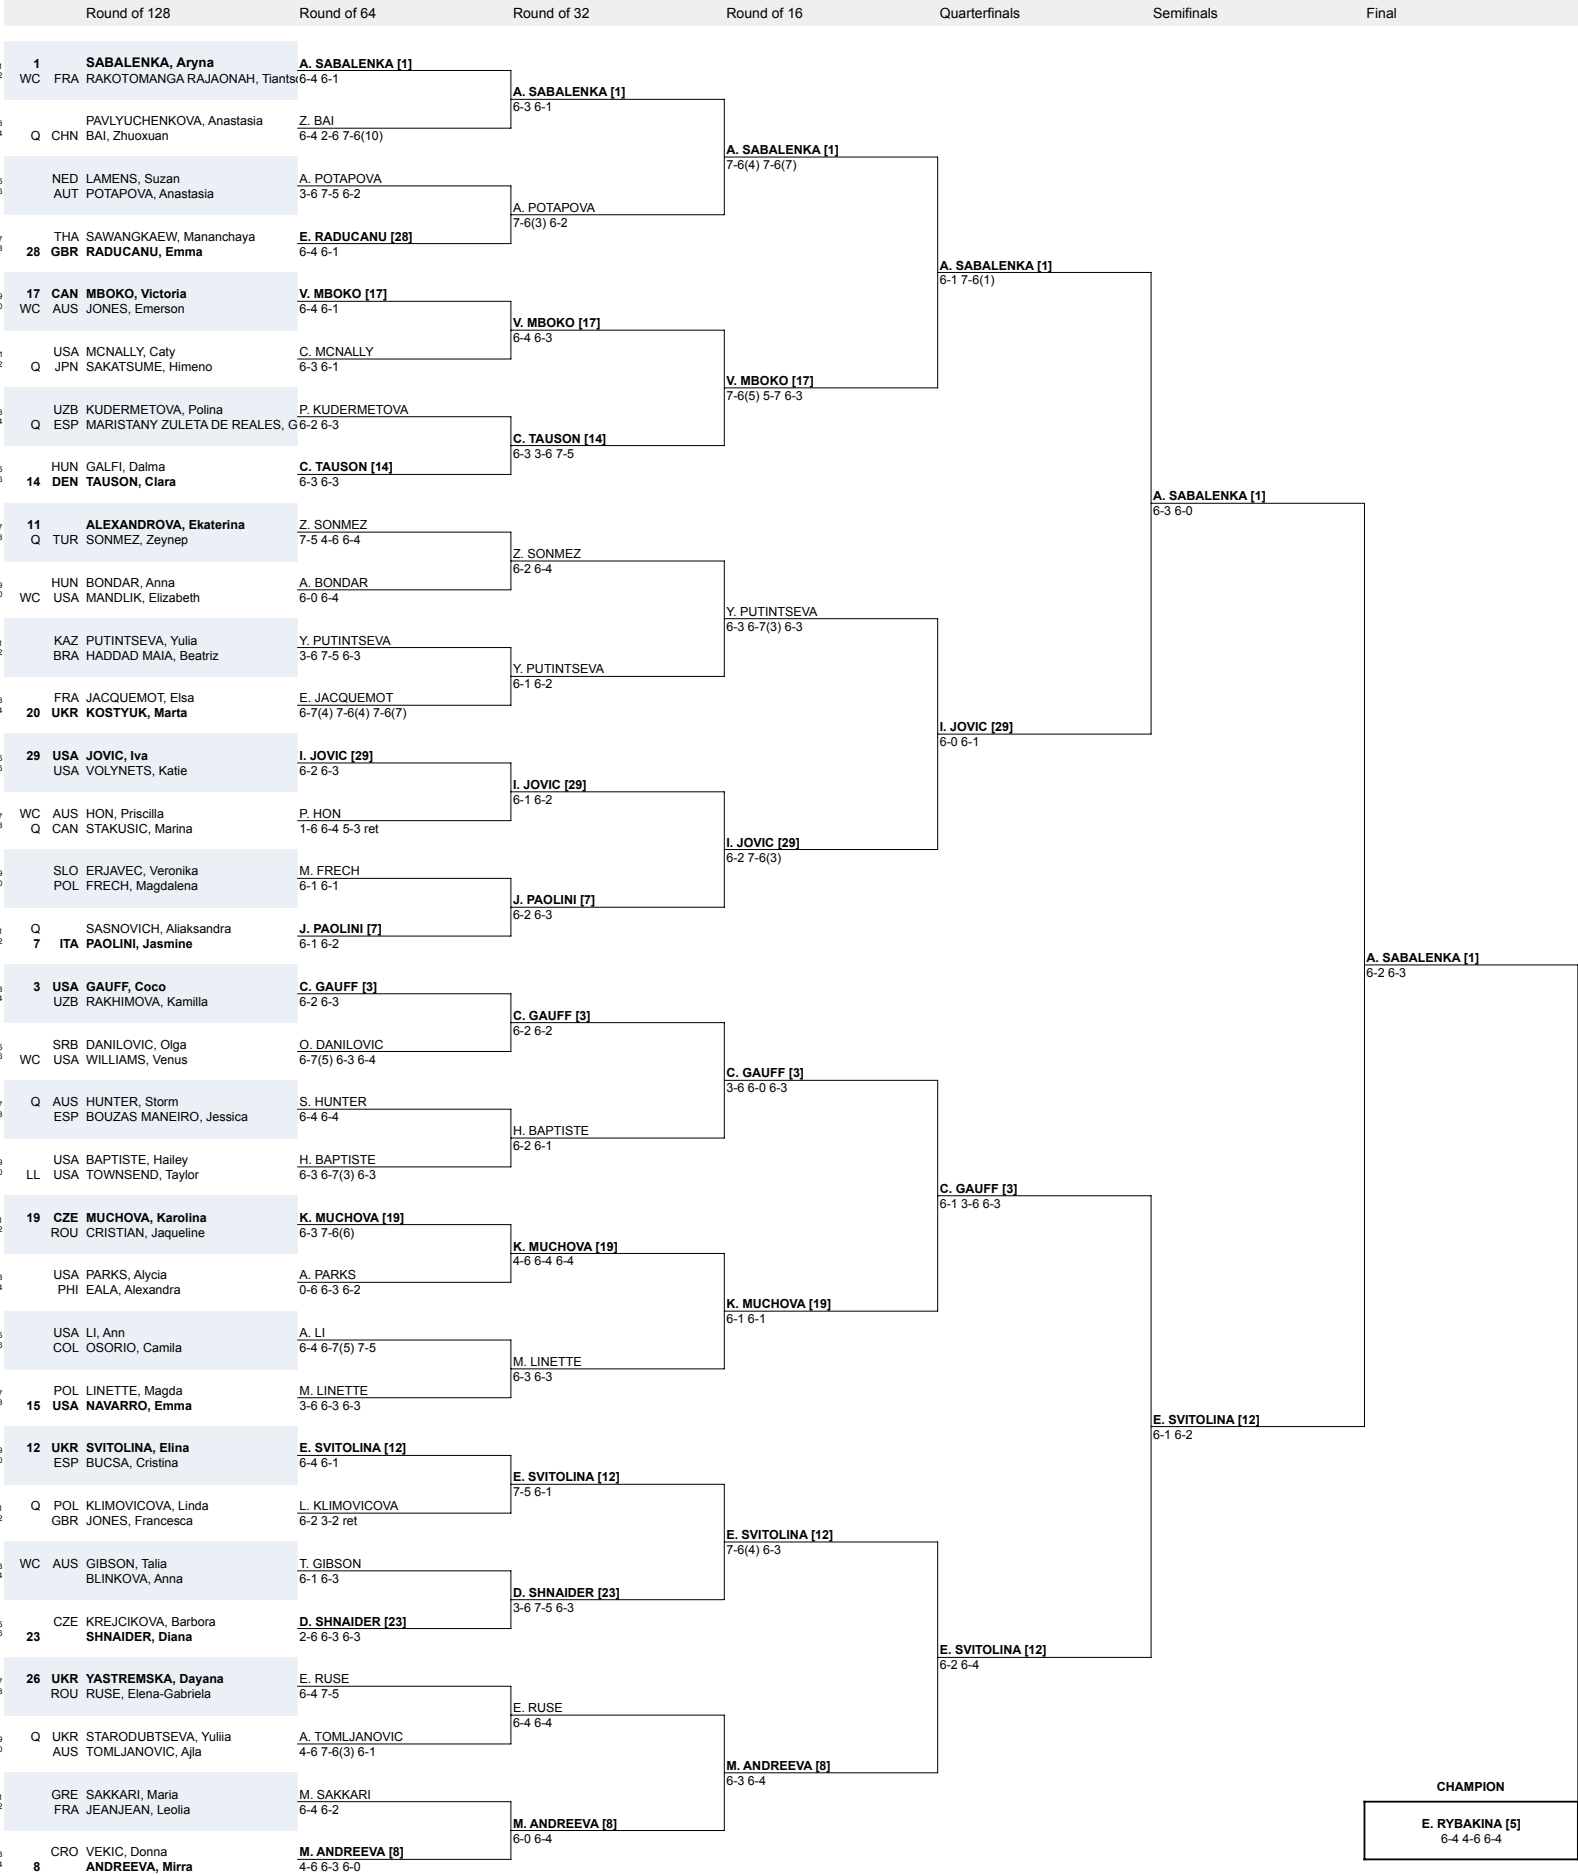 Round of 128 Round of 64 Round of 32 Round of 16 Quarterfinals Semifinals Final
1 SABALENKA, Aryna
WC FRA RAKOTOMANGA RAJAONAH, Tiants
A. SABALENKA [1]
6-4 6-1
A. SABALENKA [1]
6-3 6-1
PAVLYUCHENKOVA, Anastasia
Q CHN BAI, Zhuoxuan
Z. BAI
6-4 2-6 7-6(10)
A. SABALENKA [1]
7-6(4) 7-6(7)
NED LAMENS, Suzan
AUT POTAPOVA, Anastasia
A. POTAPOVA
3-6 7-5 6-2
A. POTAPOVA
7-6(3) 6-2
THA SAWANGKAEW, Mananchaya
28 GBR RADUCANU, Emma
E. RADUCANU [28]
6-4 6-1
A. SABALENKA [1]
6-1 7-6(1)
17 CAN MBOKO, Victoria
WC AUS JONES, Emerson
V. MBOKO [17]
6-4 6-1
V. MBOKO [17]
6-4 6-3
USA MCNALLY, Caty
Q JPN SAKATSUME, Himeno
C. MCNALLY
6-3 6-1
V. MBOKO [17]
7-6(5) 5-7 6-3
UZB KUDERMETOVA, Polina
Q ESP MARISTANY ZULETA DE REALES, G
P. KUDERMETOVA
6-2 6-3
C. TAUSON [14]
6-3 3-6 7-5
HUN GALFI, Dalma
14 DEN TAUSON, Clara
C. TAUSON [14]
6-3 6-3
A. SABALENKA [1]
6-3 6-0
11 ALEXANDROVA, Ekaterina
Q TUR SONMEZ, Zeynep
Z. SONMEZ
7-5 4-6 6-4
Z. SONMEZ
6-2 6-4
HUN BONDAR, Anna
WC USA MANDLIK, Elizabeth
A. BONDAR
6-0 6-4
Y. PUTINTSEVA
6-3 6-7(3) 6-3
KAZ PUTINTSEVA, Yulia
BRA HADDAD MAIA, Beatriz
Y. PUTINTSEVA
3-6 7-5 6-3
Y. PUTINTSEVA
6-1 6-2
FRA JACQUEMOT, Elsa
20 UKR KOSTYUK, Marta
E. JACQUEMOT
6-7(4) 7-6(4) 7-6(7)
I. JOVIC [29]
6-0 6-1
29 USA JOVIC, Iva
USA VOLYNETS, Katie
I. JOVIC [29]
6-2 6-3
I. JOVIC [29]
6-1 6-2
WC AUS HON, Priscilla
Q CAN STAKUSIC, Marina
P. HON
1-6 6-4 5-3 ret
I. JOVIC [29]
6-2 7-6(3)
SLO ERJAVEC, Veronika
POL FRECH, Magdalena
M. FRECH
6-1 6-1
J. PAOLINI [7]
6-2 6-3
Q SASNOVICH, Aliaksandra
7 ITA PAOLINI, Jasmine
J. PAOLINI [7]
6-1 6-2
A. SABALENKA [1]
6-2 6-3
3 USA GAUFF, Coco
UZB RAKHIMOVA, Kamilla
C. GAUFF [3]
6-2 6-3
C. GAUFF [3]
6-2 6-2
SRB DANILOVIC, Olga
WC USA WILLIAMS, Venus
O. DANILOVIC
6-7(5) 6-3 6-4
C. GAUFF [3]
3-6 6-0 6-3
Q AUS HUNTER, Storm
ESP BOUZAS MANEIRO, Jessica
S. HUNTER
6-4 6-4
H. BAPTISTE
6-2 6-1
USA BAPTISTE, Hailey
LL USA TOWNSEND, Taylor
H. BAPTISTE
6-3 6-7(3) 6-3
C. GAUFF [3]
6-1 3-6 6-3
19 CZE MUCHOVA, Karolina
ROU CRISTIAN, Jaqueline
K. MUCHOVA [19]
6-3 7-6(6)
K. MUCHOVA [19]
4-6 6-4 6-4
USA PARKS, Alycia
PHI EALA, Alexandra
A. PARKS
0-6 6-3 6-2
K. MUCHOVA [19]
6-1 6-1
USA LI, Ann
COL OSORIO, Camila
A. LI
6-4 6-7(5) 7-5
M. LINETTE
6-3 6-3
POL LINETTE, Magda
15 USA NAVARRO, Emma
M. LINETTE
3-6 6-3 6-3
E. SVITOLINA [12]
6-1 6-2
12 UKR SVITOLINA, Elina
ESP BUCSA, Cristina
E. SVITOLINA [12]
6-4 6-1
E. SVITOLINA [12]
7-5 6-1
Q POL KLIMOVICOVA, Linda
GBR JONES, Francesca
L. KLIMOVICOVA
6-2 3-2 ret
E. SVITOLINA [12]
7-6(4) 6-3
WC AUS GIBSON, Talia
BLINKOVA, Anna
T. GIBSON
6-1 6-3
D. SHNAIDER [23]
3-6 7-5 6-3
CZE KREJCIKOVA, Barbora
23 SHNAIDER, Diana
D. SHNAIDER [23]
2-6 6-3 6-3
E. SVITOLINA [12]
6-2 6-4
26 UKR YASTREMSKA, Dayana
ROU RUSE, Elena-Gabriela
E. RUSE
6-4 7-5
E. RUSE
6-4 6-4
Q UKR STARODUBTSEVA, Yuliia
AUS TOMLJANOVIC, Ajla
A. TOMLJANOVIC
4-6 7-6(3) 6-1
M. ANDREEVA [8]
6-3 6-4
GRE SAKKARI, Maria
FRA JEANJEAN, Leolia
M. SAKKARI
6-4 6-2
M. ANDREEVA [8]
6-0 6-4
CRO VEKIC, Donna
8 ANDREEVA, Mirra
M. ANDREEVA [8]
4-6 6-3 6-0
CHAMPION
E. RYBAKINA [5]
6-4 4-6 6-4